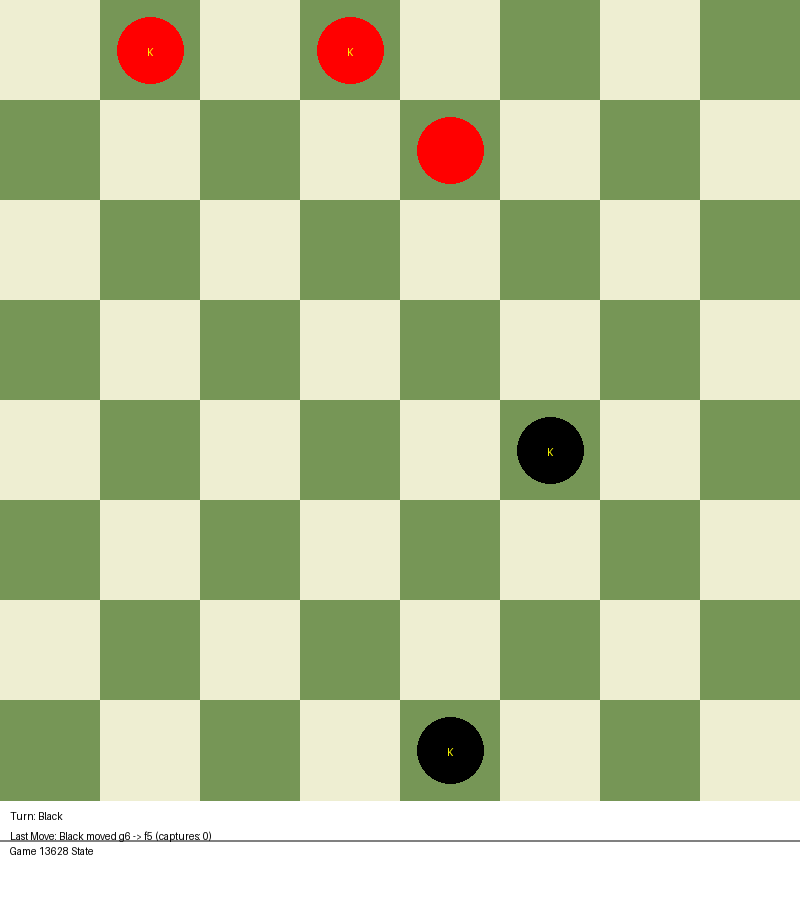 K K
K
K
Turn: Black
Last Move: Black moved g6 -> f5 (captures: 0)
Game 13628 State